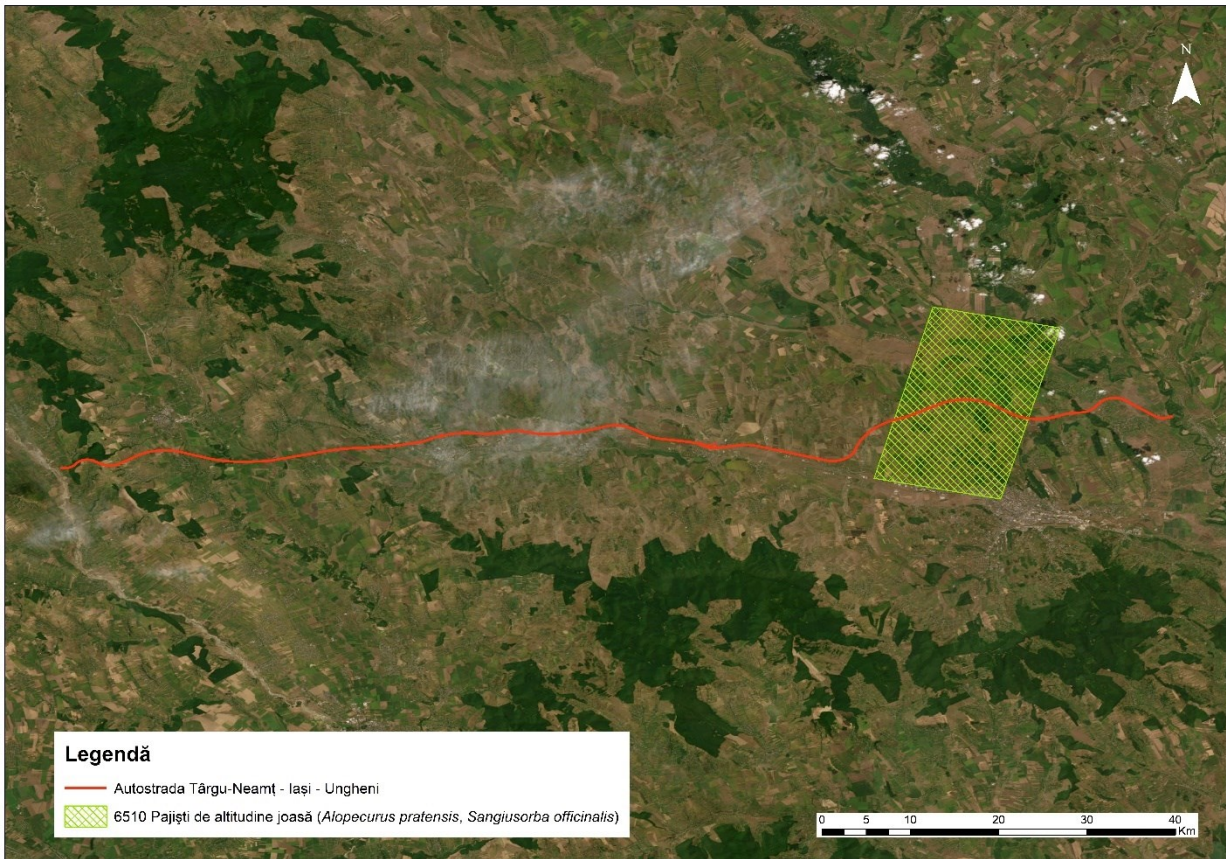 N
Legendă
Autostrada Târgu-Neamț - Iași - Ungheni
6510 Pajiști de altitudine joasă (Alopecurus pratensis, Sangiusorba officinalis)
0 5 10 20 30 40
Km